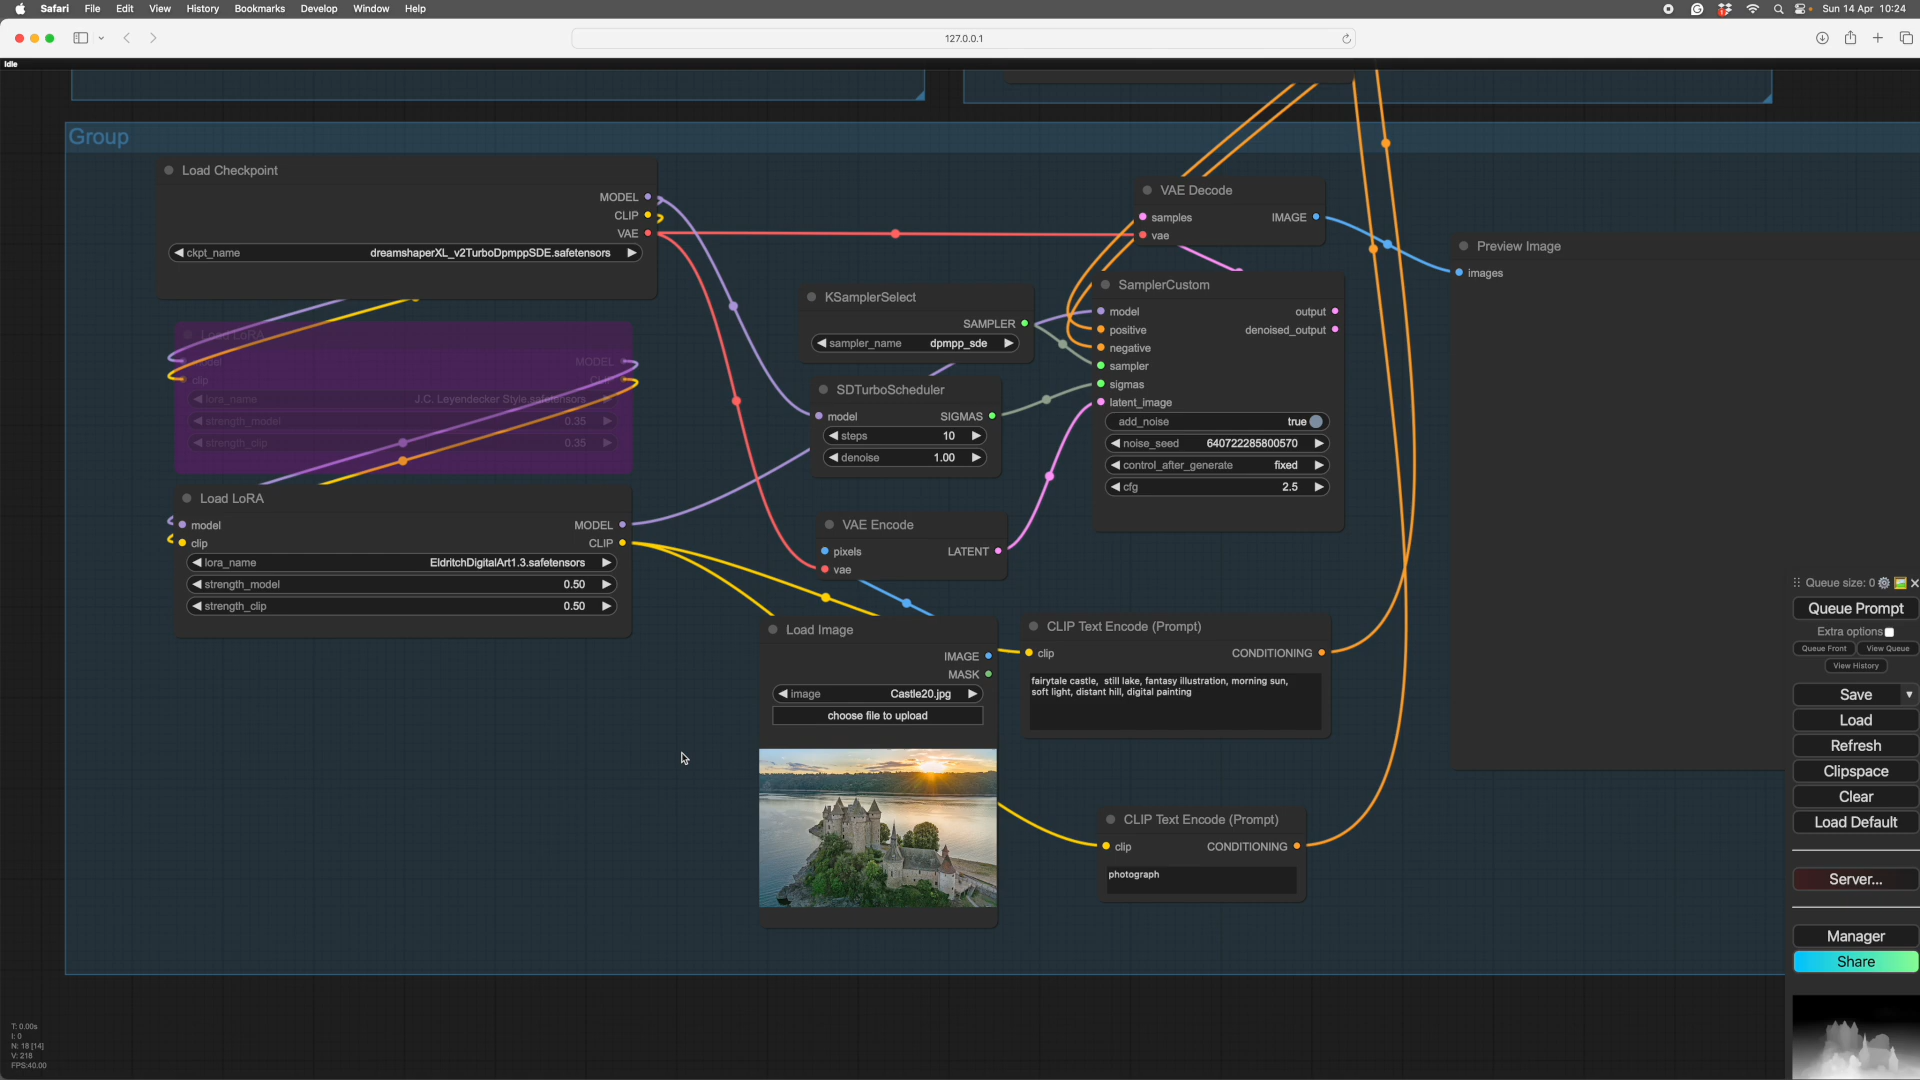 Safari File Edit View History Bookmarks Develop Window Help
Sun 14 Apr 10:24
127.0.0.1
Idle
Group
Load Checkpoint
MODEL
CLIP
VAE
ckpt_name dreamshaperXL_v2TurboDpmppSDE.safetensors
Load LoRA
model MODEL
clip CLIP
lora_name J.C. Leyendecker Style.safetensors
strength_model 0.35
strength_clip 0.35
Load LoRA
model MODEL
clip CLIP
lora_name EldritchDigitalArt1.3.safetensors
strength_model 0.50
strength_clip 0.50
KSamplerSelect
SAMPLER
sampler_name dpmpp_sde
SDTurboScheduler
model SIGMAS
steps 10
denoise 1.00
VAE Encode
pixels LATENT
vae
Load Image
IMAGE
MASK
image Castle20.jpg
choose file to upload
VAE Decode
samples IMAGE
vae
SamplerCustom
model output
positive denoised_output
negative
sampler
sigmas
latent_image
add_noise true
noise_seed 640722285800570
control_after_generate fixed
cfg 2.5
CLIP Text Encode (Prompt)
clip CONDITIONING
fairytale castle, still lake, fantasy illustration, morning sun,
soft light, distant hill, digital painting
CLIP Text Encode (Prompt)
clip CONDITIONING
photograph
Preview Image
images
Queue size: 0
Queue Prompt
Extra options
Queue Front View Queue
View History
Save
Load
Refresh
Clipspace
Clear
Load Default
Server...
Manager
Share
T: 0.00s
I: 0
N: 18 [14]
V: 218
FPS:40.00